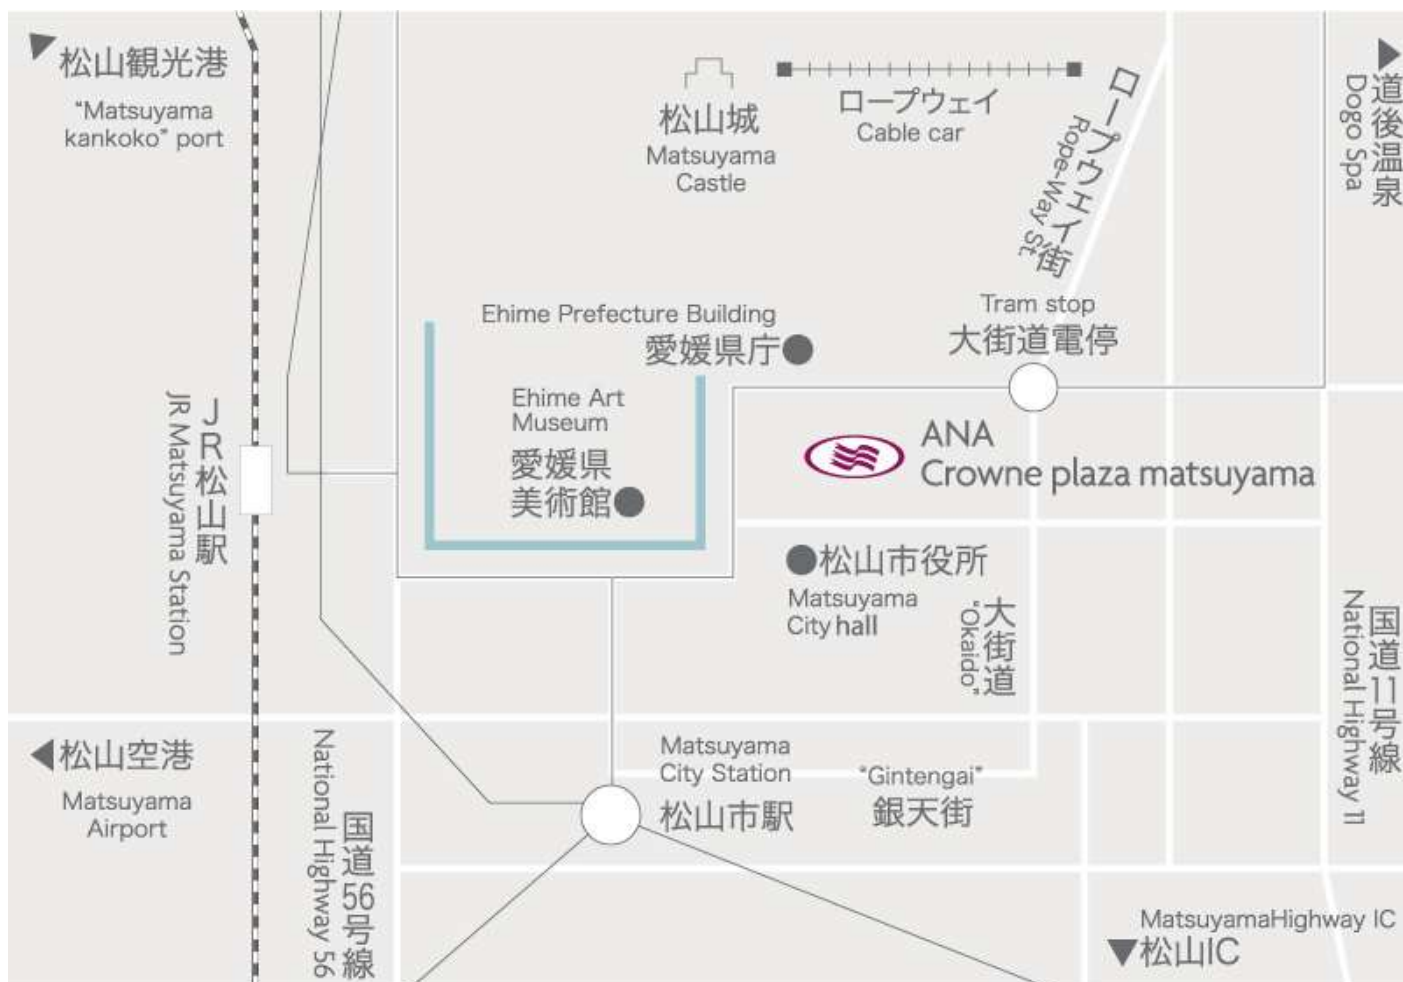 松山観光港
"Matsuyama
kankoko" port
松山城
Matsuyama
Castle
ロープウェイ
Cable car
ロープウェイ街
Rope-Way St.
道後温泉
Dogo Spa
Ehime Prefecture Building
愛媛県庁
Tram stop
大街道電停
JR松山駅
JR Matsuyama Station
Ehime Art
Museum
愛媛県
美術館
ANA
Crowne plaza matsuyama
松山市役所
Matsuyama
City hall
大街道
"Okaido"
国道11号線
National Highway 11
松山空港
Matsuyama
Airport
国道56号線
National Highway 56
Matsuyama
City Station
松山市駅
"Gintengai"
銀天街
MatsuyamaHighway IC
松山IC